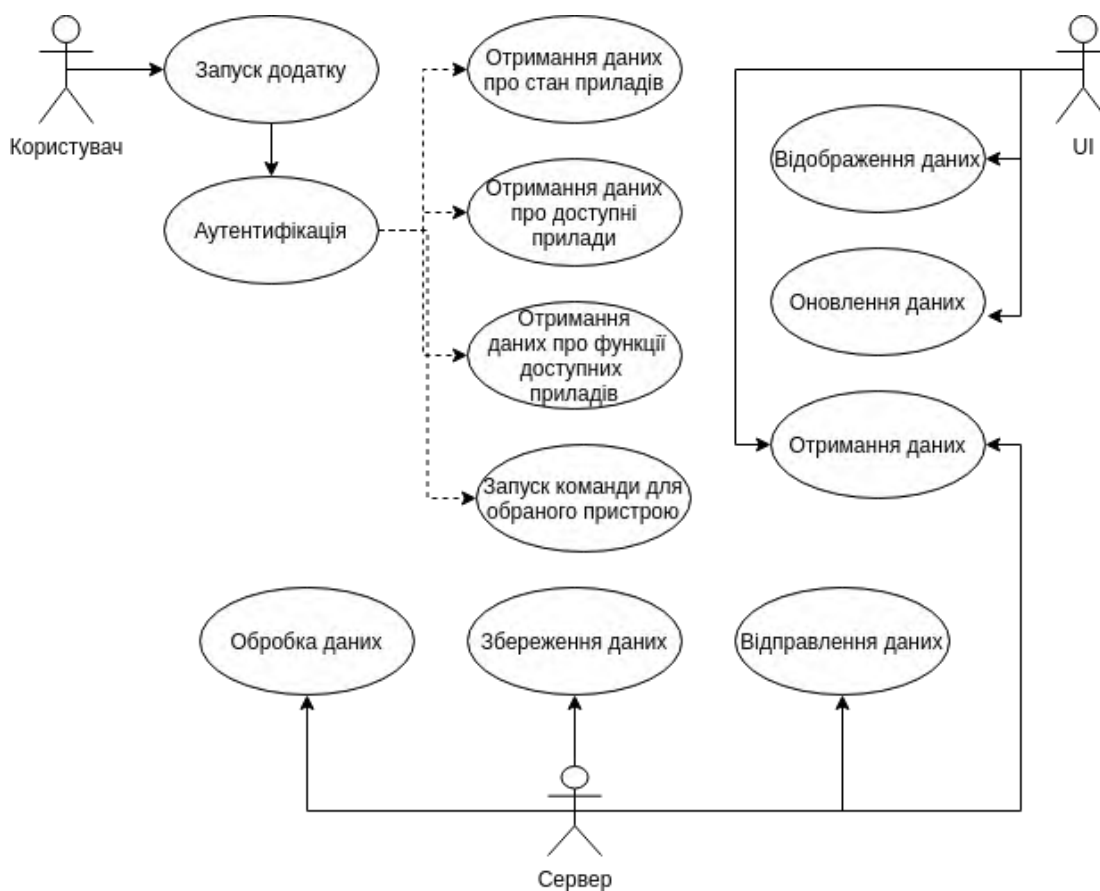 Користувач
Запуск додатку
Аутентифікація
Отримання даних
про стан приладів
Отримання даних
про доступні
прилади
Отримання
даних про функції
доступних
приладів
Запуск команди для
обраного пристрою
UI
Відображення даних
Оновлення даних
Отримання даних
Обробка даних
Збереження даних
Відправлення даних
Сервер